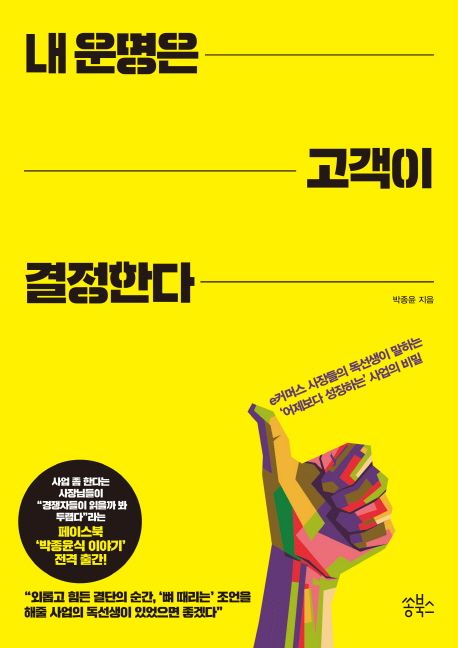 내 운명은
고객이
결정한다
박종윤 지음
e커머스 사장들의 독선생이 말하는
‘어제보다 성장하는’ 사업의 비밀
사업 좀 한다는
사장님들이
“경쟁자들이 읽을까 봐
두렵다”라는
페이스북
‘박종윤식 이야기’
전격 출간!
“외롭고 힘든 결단의 순간, ‘뼈 때리는’ 조언을
해줄 사업의 독선생이 있었으면 좋겠다”
쏭북스